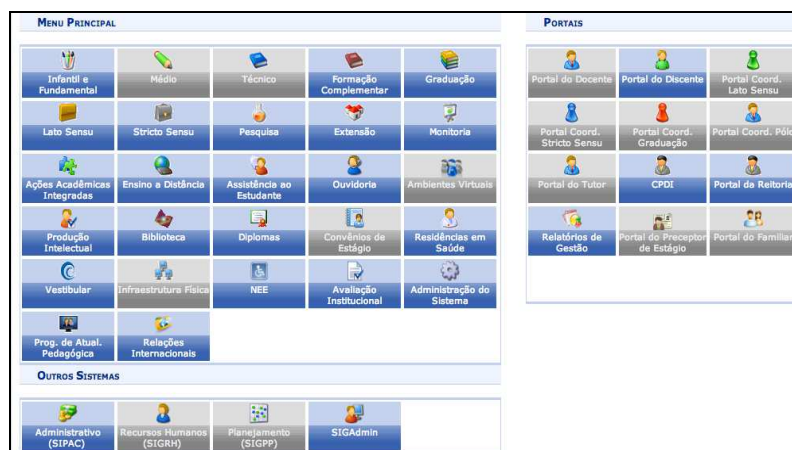 MENU PRINCIPAL
Infantil e
Fundamental
Médio
Técnico
Formação
Complementar
Graduação
Lato Sensu
Stricto Sensu
Pesquisa
Extensão
Monitoria
Ações Acadêmicas
Integradas
Ensino a Distância
Assistência ao
Estudante
Ouvidoria
Ambientes Virtuais
Produção
Intelectual
Biblioteca
Diplomas
Convênios de
Estágio
Residências em
Saúde
Vestibular
Infraestrutura Física
NEE
Avaliação
Institucional
Administração do
Sistema
Prog. de Atual.
Pedagógica
Relações
Internacionais
OUTROS SISTEMAS
Administrativo
(SIPAC)
Recursos Humanos
(SIGRH)
Planejamento
(SIGPP)
SIGAdmin
PORTAIS
Portal do Docente
Portal do Discente
Portal Coord.
Lato Sensu
Portal Coord.
Stricto Sensu
Portal Coord.
Graduação
Portal Coord. Pólo
Portal do Tutor
CPDI
Portal da Reitoria
Relatórios de
Gestão
Portal do Preceptor
de Estágio
Portal do Familiar